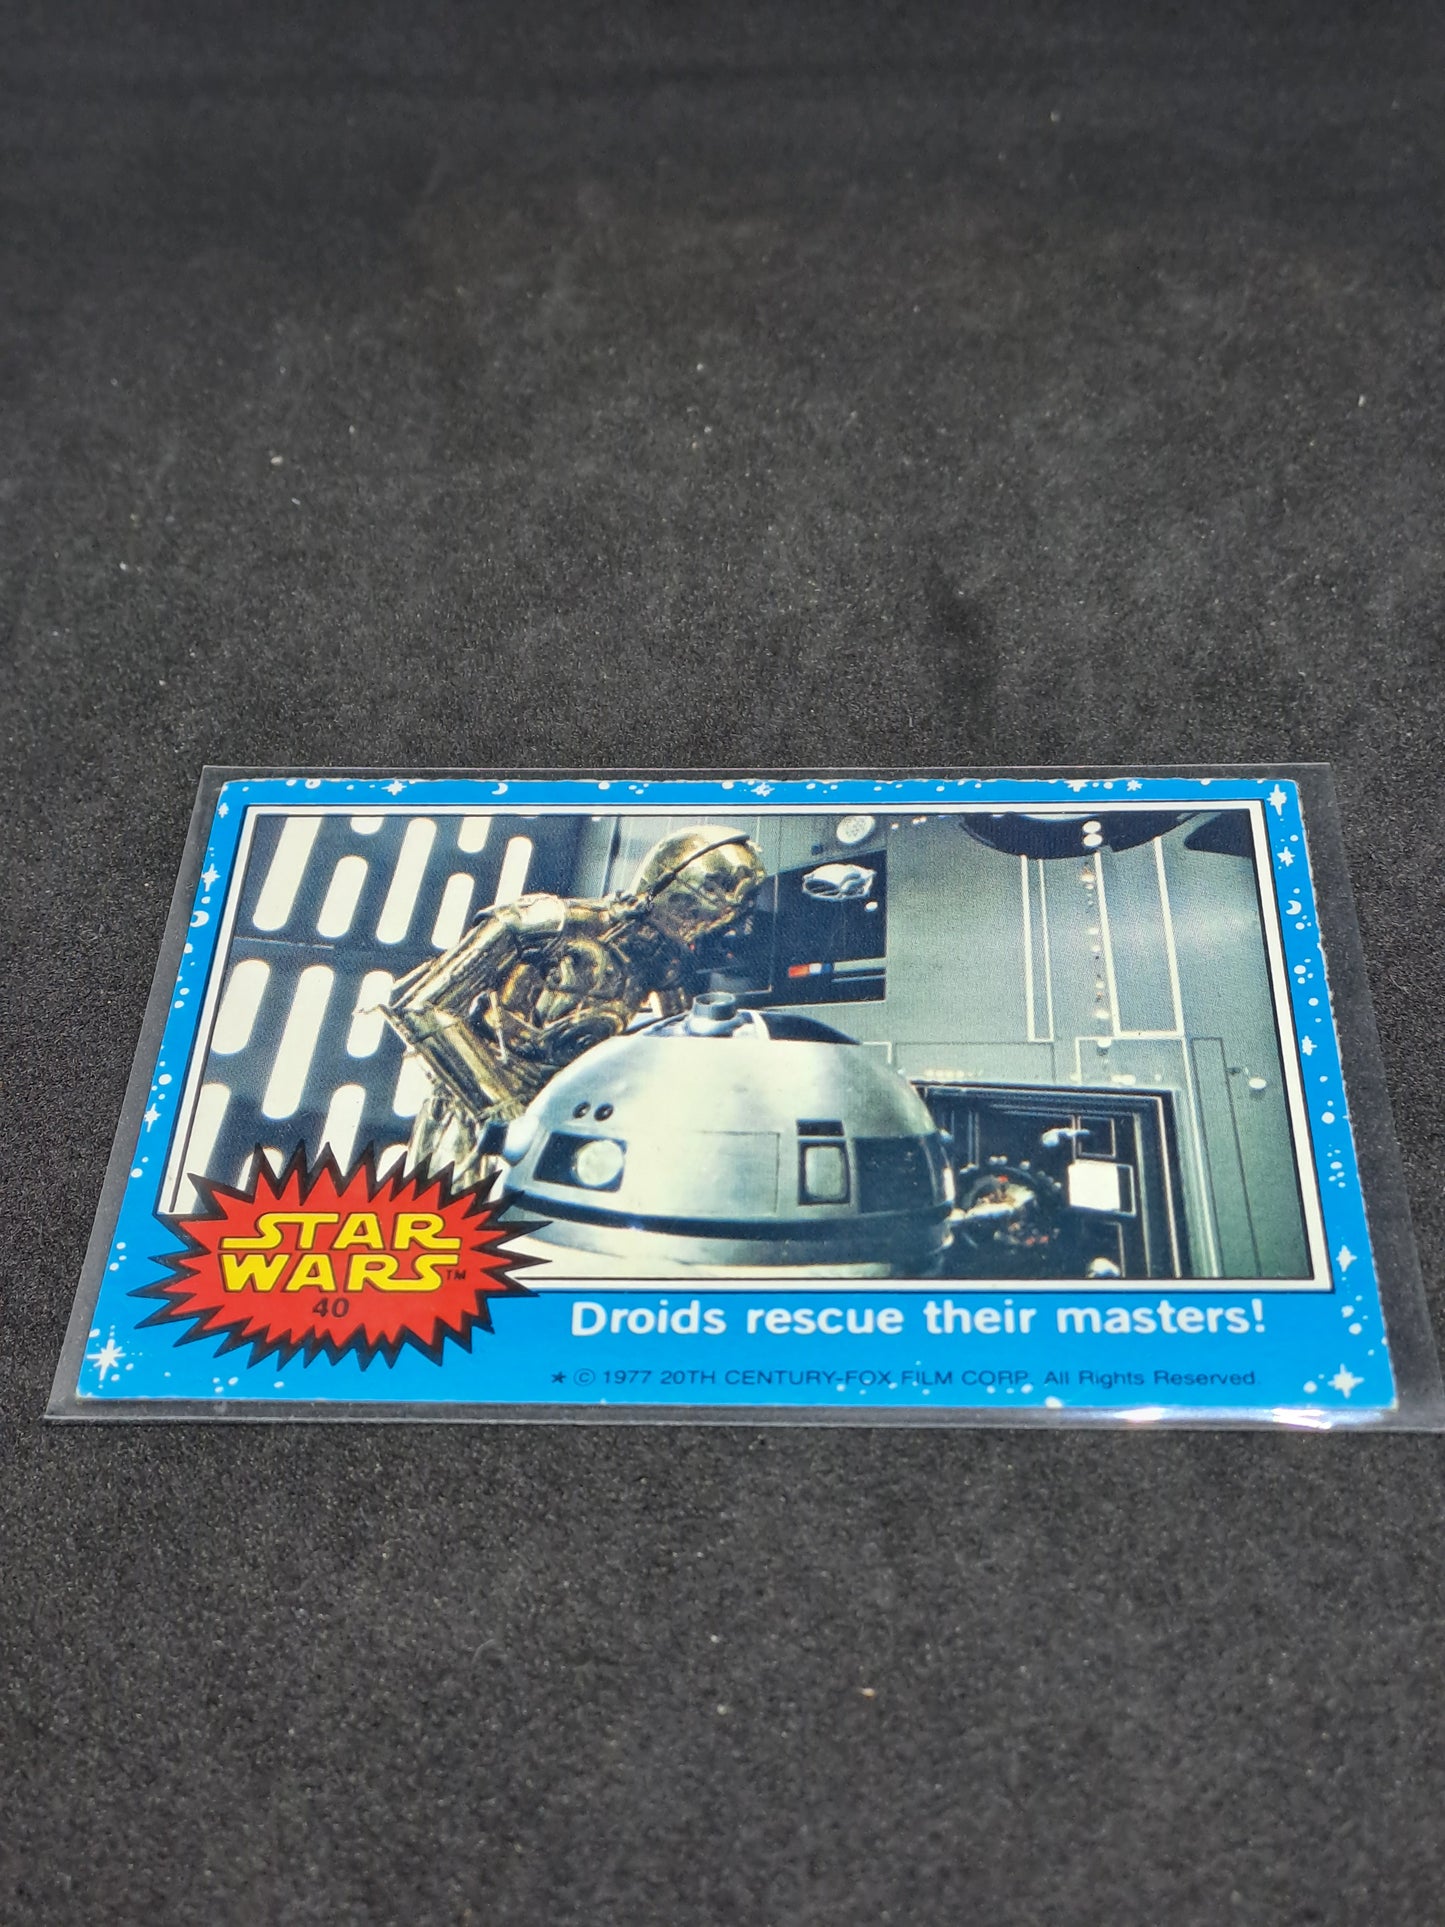 STAR
WARS™
40
Droids rescue their masters!
★ © 1977 20TH CENTURY-FOX FILM CORP. All Rights Reserved